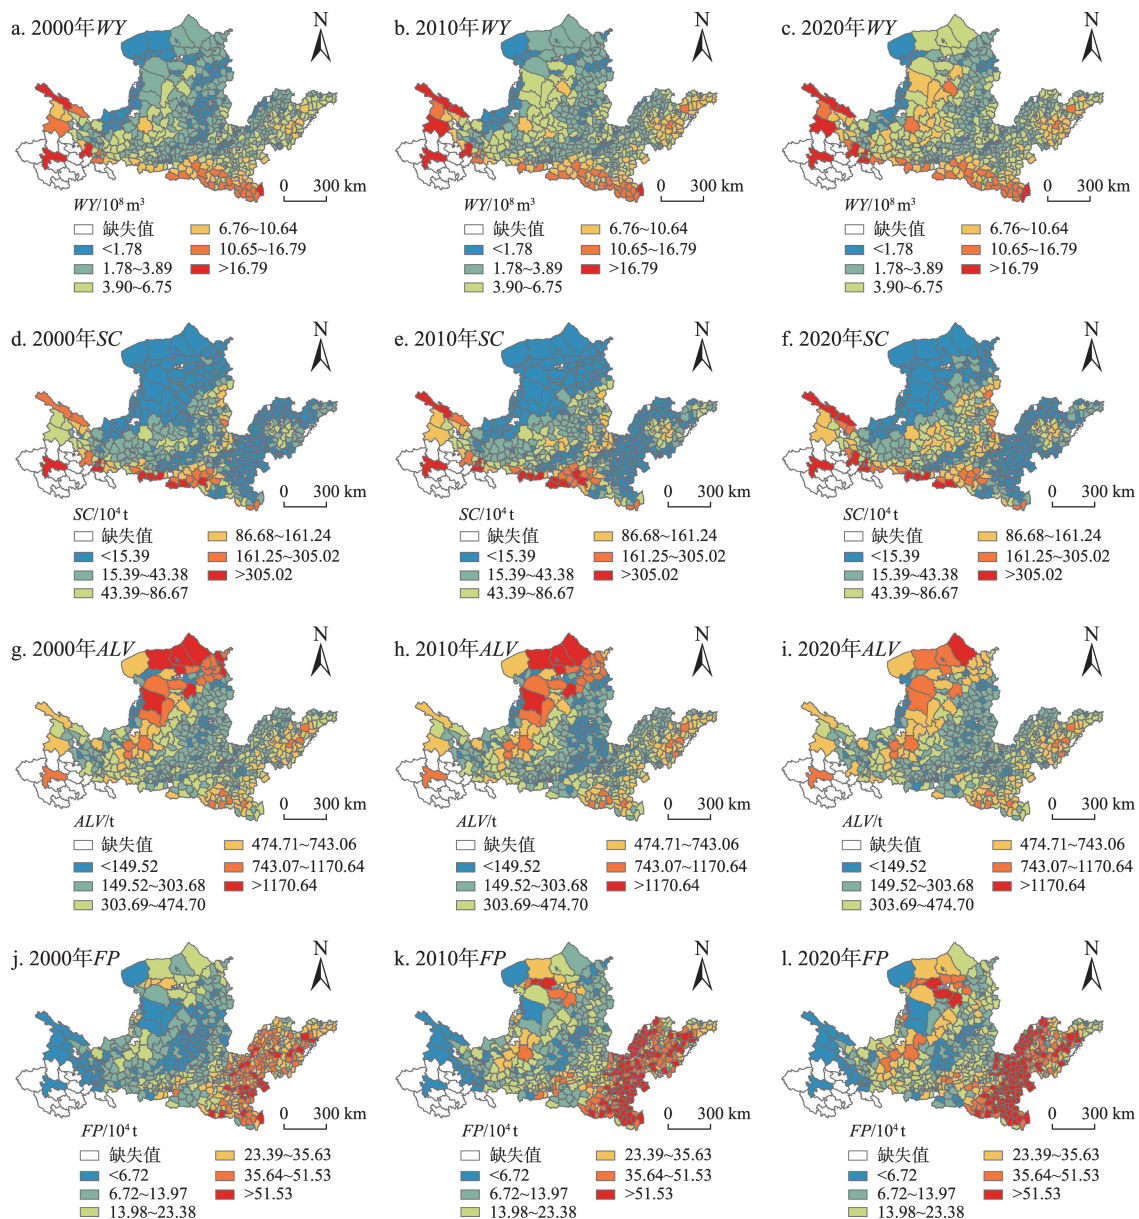 a. 2000年WY
N
0 300 km
WY/10⁸ m³
缺失值
<1.78
1.78~3.89
3.90~6.75
6.76~10.64
10.65~16.79
>16.79
b. 2010年WY
N
0 300 km
WY/10⁸ m³
缺失值
<1.78
1.78~3.89
3.90~6.75
6.76~10.64
10.65~16.79
>16.79
c. 2020年WY
N
0 300 km
WY/10⁸ m³
缺失值
<1.78
1.78~3.89
3.90~6.75
6.76~10.64
10.65~16.79
>16.79
d. 2000年SC
N
0 300 km
SC/10⁴ t
缺失值
<15.39
15.39~43.38
43.39~86.67
86.68~161.24
161.25~305.02
>305.02
e. 2010年SC
N
0 300 km
SC/10⁴ t
缺失值
<15.39
15.39~43.38
43.39~86.67
86.68~161.24
161.25~305.02
>305.02
f. 2020年SC
N
0 300 km
SC/10⁴ t
缺失值
<15.39
15.39~43.38
43.39~86.67
86.68~161.24
161.25~305.02
>305.02
g. 2000年ALV
N
0 300 km
ALV/t
缺失值
<149.52
149.52~303.68
303.69~474.70
474.71~743.06
743.07~1170.64
>1170.64
h. 2010年ALV
N
0 300 km
ALV/t
缺失值
<149.52
149.52~303.68
303.69~474.70
474.71~743.06
743.07~1170.64
>1170.64
i. 2020年ALV
N
0 300 km
ALV/t
缺失值
<149.52
149.52~303.68
303.69~474.70
474.71~743.06
743.07~1170.64
>1170.64
j. 2000年FP
N
0 300 km
FP/10⁴ t
缺失值
<6.72
6.72~13.97
13.98~23.38
23.39~35.63
35.64~51.53
>51.53
k. 2010年FP
N
0 300 km
FP/10⁴ t
缺失值
<6.72
6.72~13.97
13.98~23.38
23.39~35.63
35.64~51.53
>51.53
l. 2020年FP
N
0 300 km
FP/10⁴ t
缺失值
<6.72
6.72~13.97
13.98~23.38
23.39~35.63
35.64~51.53
>51.53